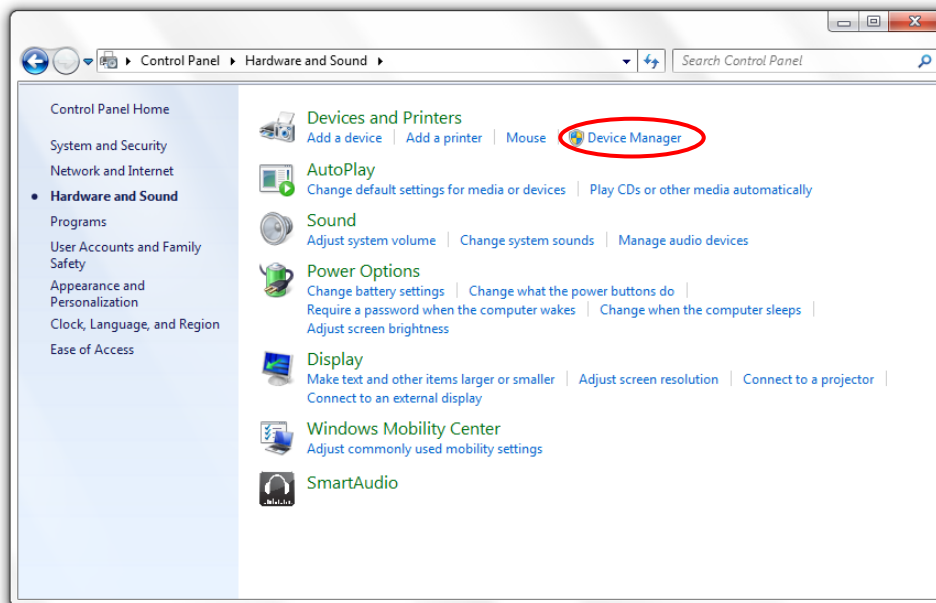 Control Panel Hardware and Sound
Search Control Panel
Control Panel Home
System and Security
Network and Internet
Hardware and Sound
Programs
User Accounts and Family
Safety
Appearance and
Personalization
Clock, Language, and Region
Ease of Access
Devices and Printers
Add a device Add a printer Mouse Device Manager
AutoPlay
Change default settings for media or devices Play CDs or other media automatically
Sound
Adjust system volume Change system sounds Manage audio devices
Power Options
Change battery settings Change what the power buttons do
Require a password when the computer wakes Change when the computer sleeps
Adjust screen brightness
Display
Make text and other items larger or smaller Adjust screen resolution Connect to a projector
Connect to an external display
Windows Mobility Center
Adjust commonly used mobility settings
SmartAudio